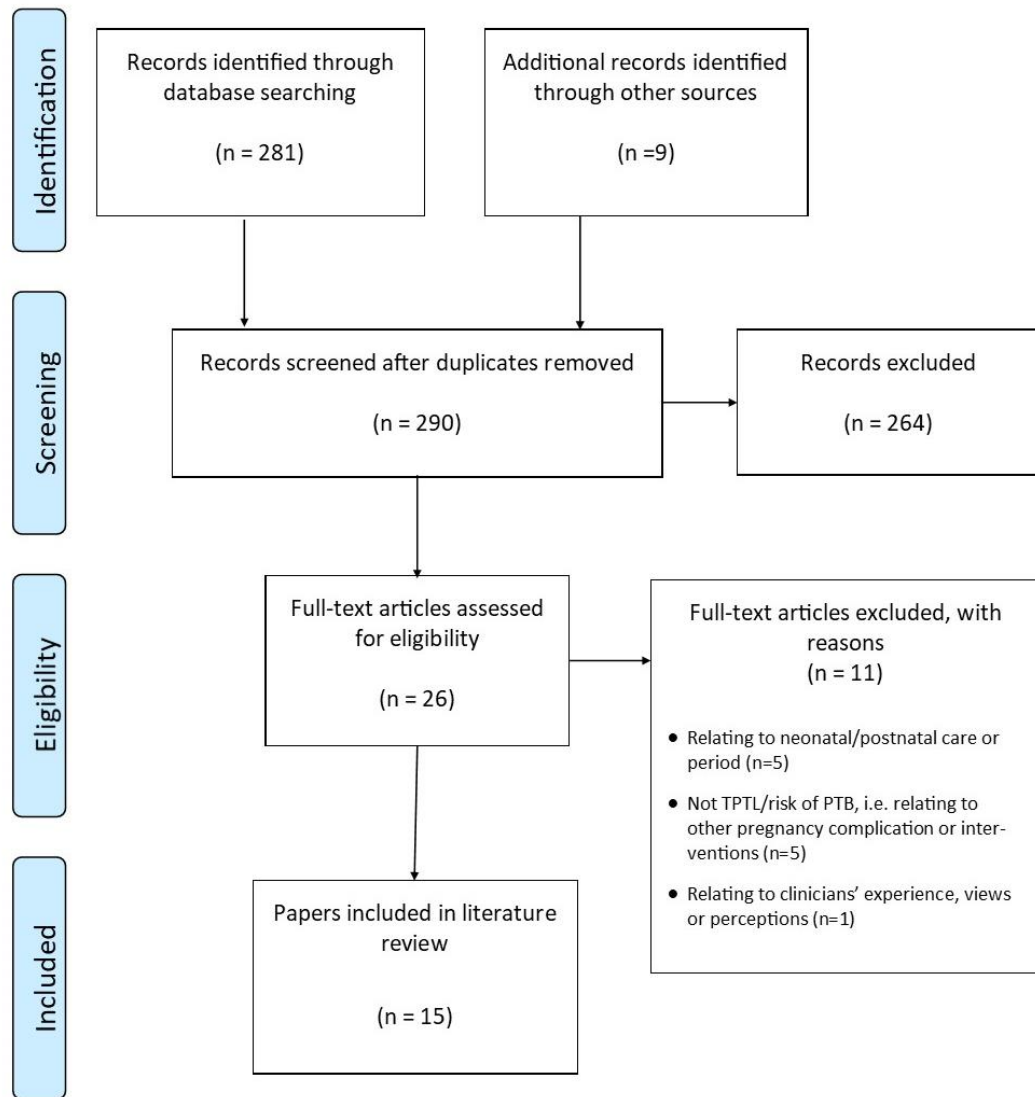 Identification
Records identified through
database searching
(n = 281)
Additional records identified
through other sources
(n =9)
Screening
Records screened after duplicates removed
(n = 290)
Records excluded
(n = 264)
Eligibility
Full-text articles assessed
for eligibility
(n = 26)
Full-text articles excluded, with
reasons
(n = 11)
● Relating to neonatal/postnatal care or
period (n=5)
● Not TPTL/risk of PTB, i.e. relating to
other pregnancy complication or inter-
ventions (n=5)
● Relating to clinicians’ experience, views
or perceptions (n=1)
Included
Papers included in literature
review
(n = 15)